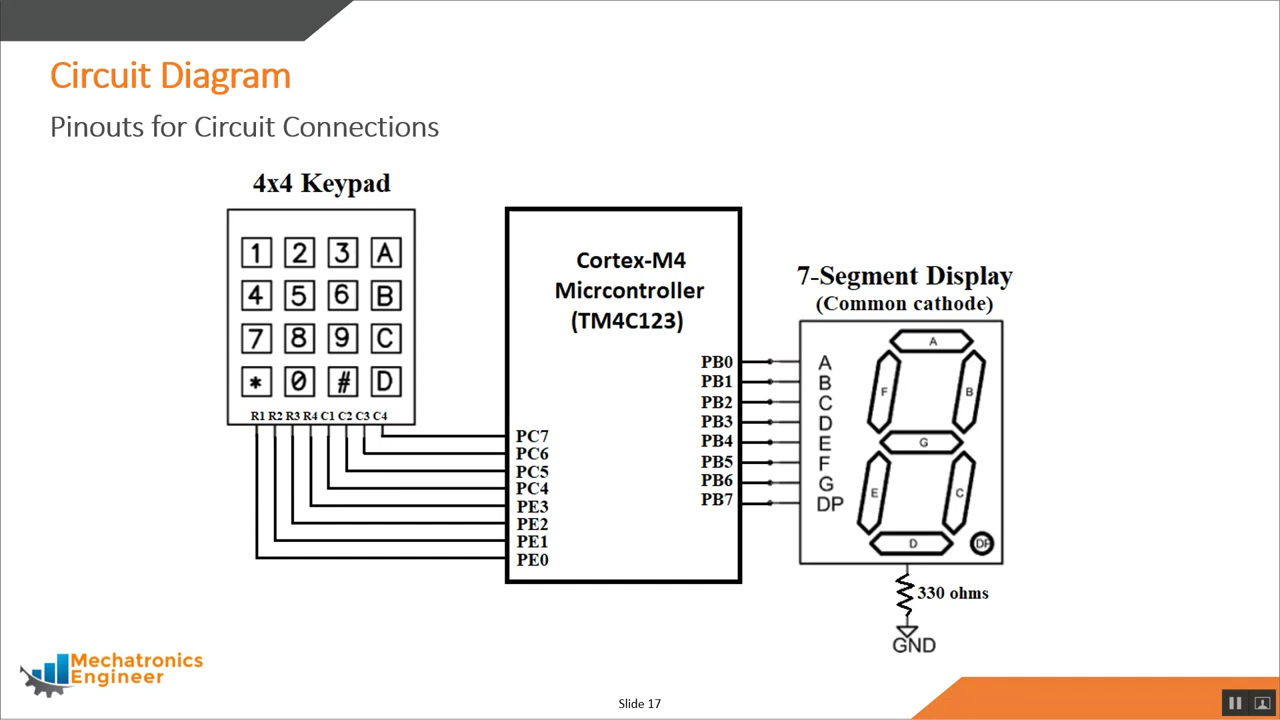 Circuit Diagram
Pinouts for Circuit Connections
4x4 Keypad
1 2 3 A
4 5 6 B
7 8 9 C
* 0 # D
R1 R2 R3 R4 C1 C2 C3 C4
Cortex-M4
Micrcontroller
(TM4C123)
PC7
PC6
PC5
PC4
PE3
PE2
PE1
PE0
PB0
PB1
PB2
PB3
PB4
PB5
PB6
PB7
7-Segment Display
(Common cathode)
A
B
C
D
E
F
G
DP
A
F
B
G
E
C
D
DP
330 ohms
GND
Mechatronics
Engineer
Slide 17